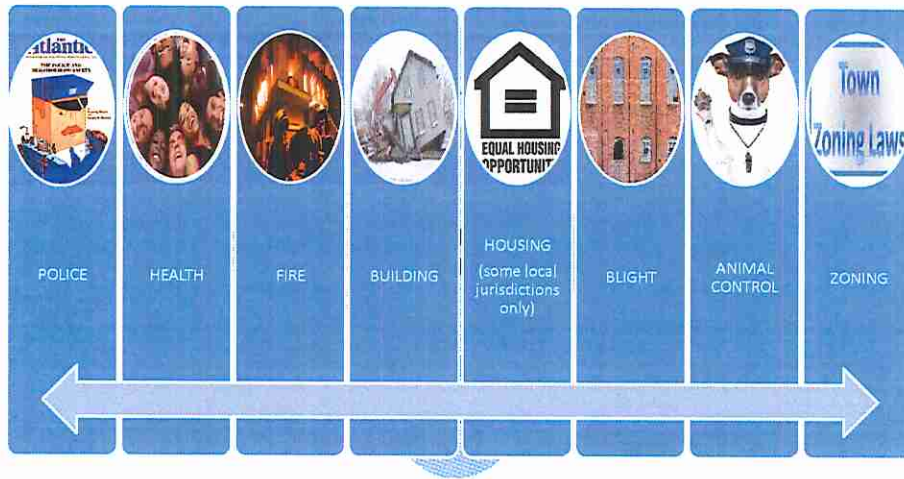 THE
Atlantic
EQUAL HOUSING
OPPORTUNITY
Town
Zoning Laws
POLICE
HEALTH
FIRE
BUILDING
HOUSING
(some local
jurisdictions
only)
BLIGHT
ANIMAL
CONTROL
ZONING